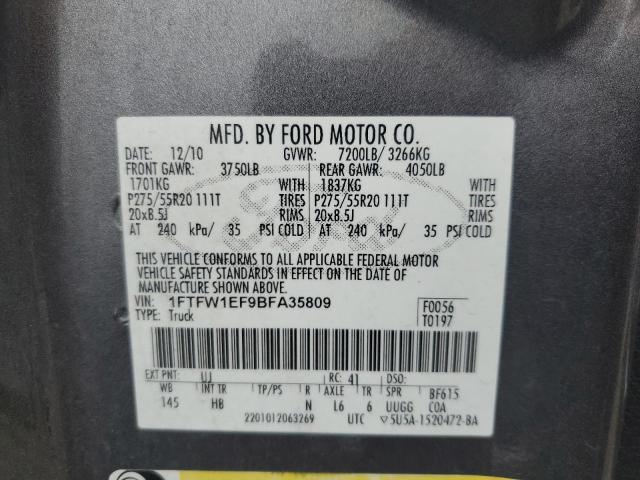 MFD. BY FORD MOTOR CO.
DATE: 12/10 GVWR: 7200LB/ 3266KG
FRONT GAWR: 3750LB REAR GAWR: 4050LB
1701KG WITH 1837KG WITH
P275/55R20 111T TIRES P275/55R20 111T TIRES
20x8.5J RIMS 20x8.5J RIMS
AT 240 kPa/ 35 PSI COLD AT 240 kPa/ 35 PSI COLD
Ford
THIS VEHICLE CONFORMS TO ALL APPLICABLE FEDERAL MOTOR
VEHICLE SAFETY STANDARDS IN EFFECT ON THE DATE OF
MANUFACTURE SHOWN ABOVE.
VIN: 1FTFW1EF9BFA35809 F0056
TYPE: Truck T0197
EXT PNT: UJ RC: 41 DSO:
WB INT TR TP/PS R AXLE TR SPR BF615
145 HB N L6 6 UUGG COA
2201012063269 UTC ▽5U5A-1520472-BA